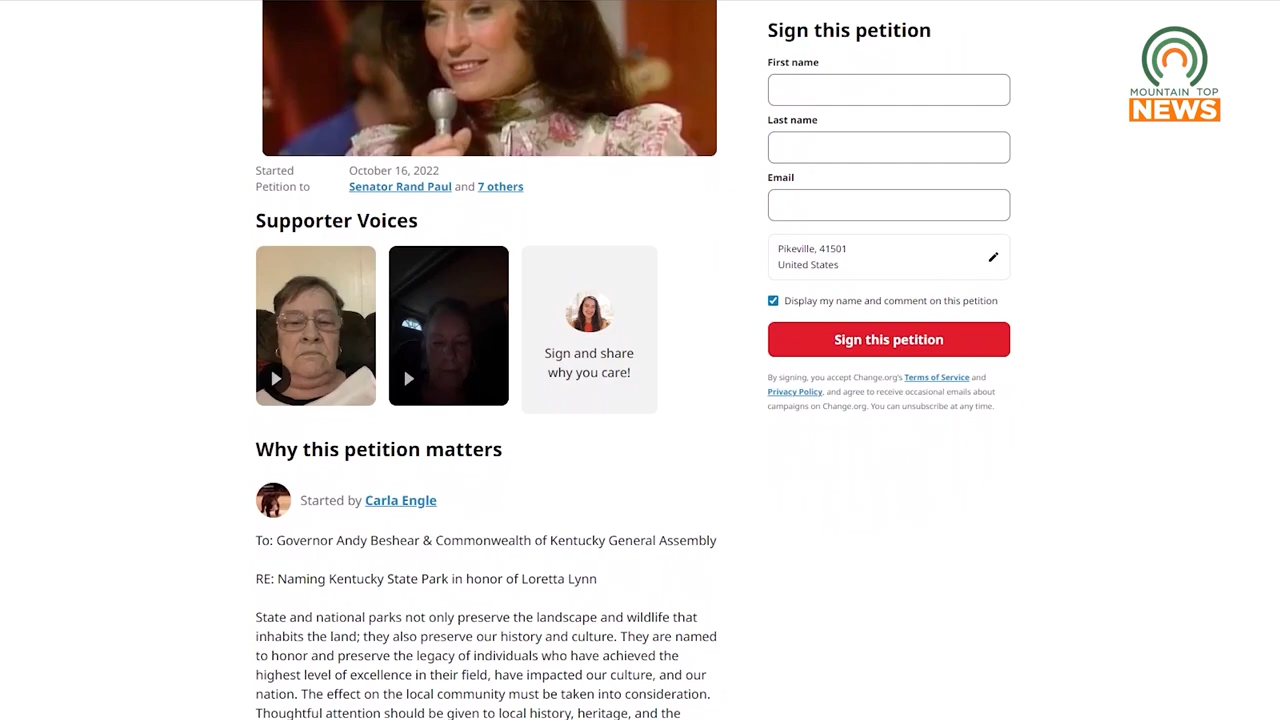 Started October 16, 2022
Petition to Senator Rand Paul and 7 others
Supporter Voices
Sign and share
why you care!
Why this petition matters
Started by Carla Engle
To: Governor Andy Beshear & Commonwealth of Kentucky General Assembly
RE: Naming Kentucky State Park in honor of Loretta Lynn
State and national parks not only preserve the landscape and wildlife that
inhabits the land; they also preserve our history and culture. They are named
to honor and preserve the legacy of individuals who have achieved the
highest level of excellence in their field, have impacted our culture, and our
nation. The effect on the local community must be taken into consideration.
Thoughtful attention should be given to local history, heritage, and the
Sign this petition
First name
Last name
Email
Pikeville, 41501
United States
Display my name and comment on this petition
Sign this petition
By signing, you accept Change.org's Terms of Service and
Privacy Policy, and agree to receive occasional emails about
campaigns on Change.org. You can unsubscribe at any time.
MOUNTAIN TOP
NEWS